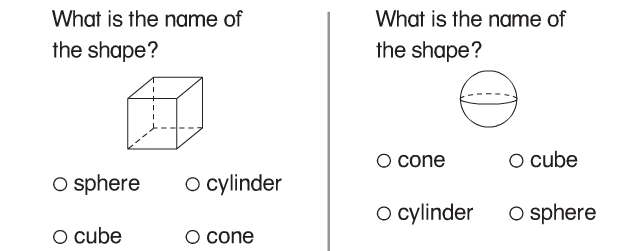 What is the name of
the shape?
sphere
cylinder
cube
cone
What is the name of
the shape?
cone
cube
cylinder
sphere